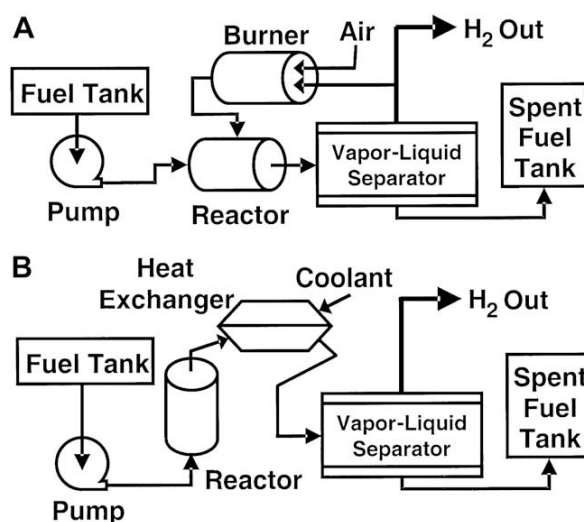 A
Burner
Air
H2 Out
Fuel Tank
Spent
Fuel
Tank
Vapor-Liquid
Separator
Pump
Reactor
B
Heat
Exchanger
Coolant
H2 Out
Fuel Tank
Spent
Fuel
Tank
Vapor-Liquid
Separator
Reactor
Pump